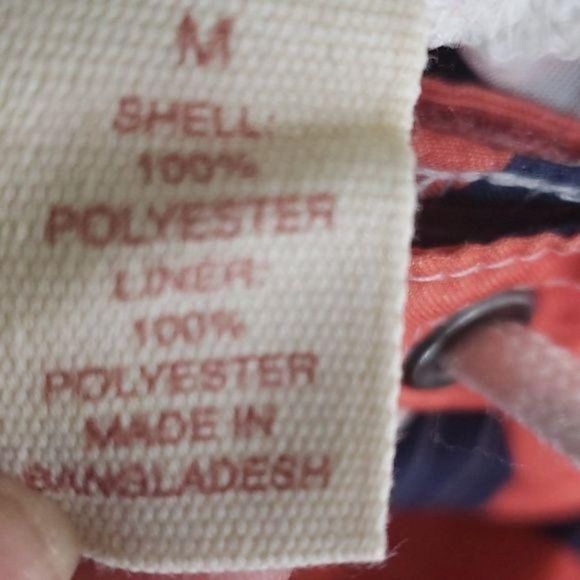 M
SHELL:
100%
POLYESTER
LINER:
100%
POLYESTER
MADE IN
BANGLADESH